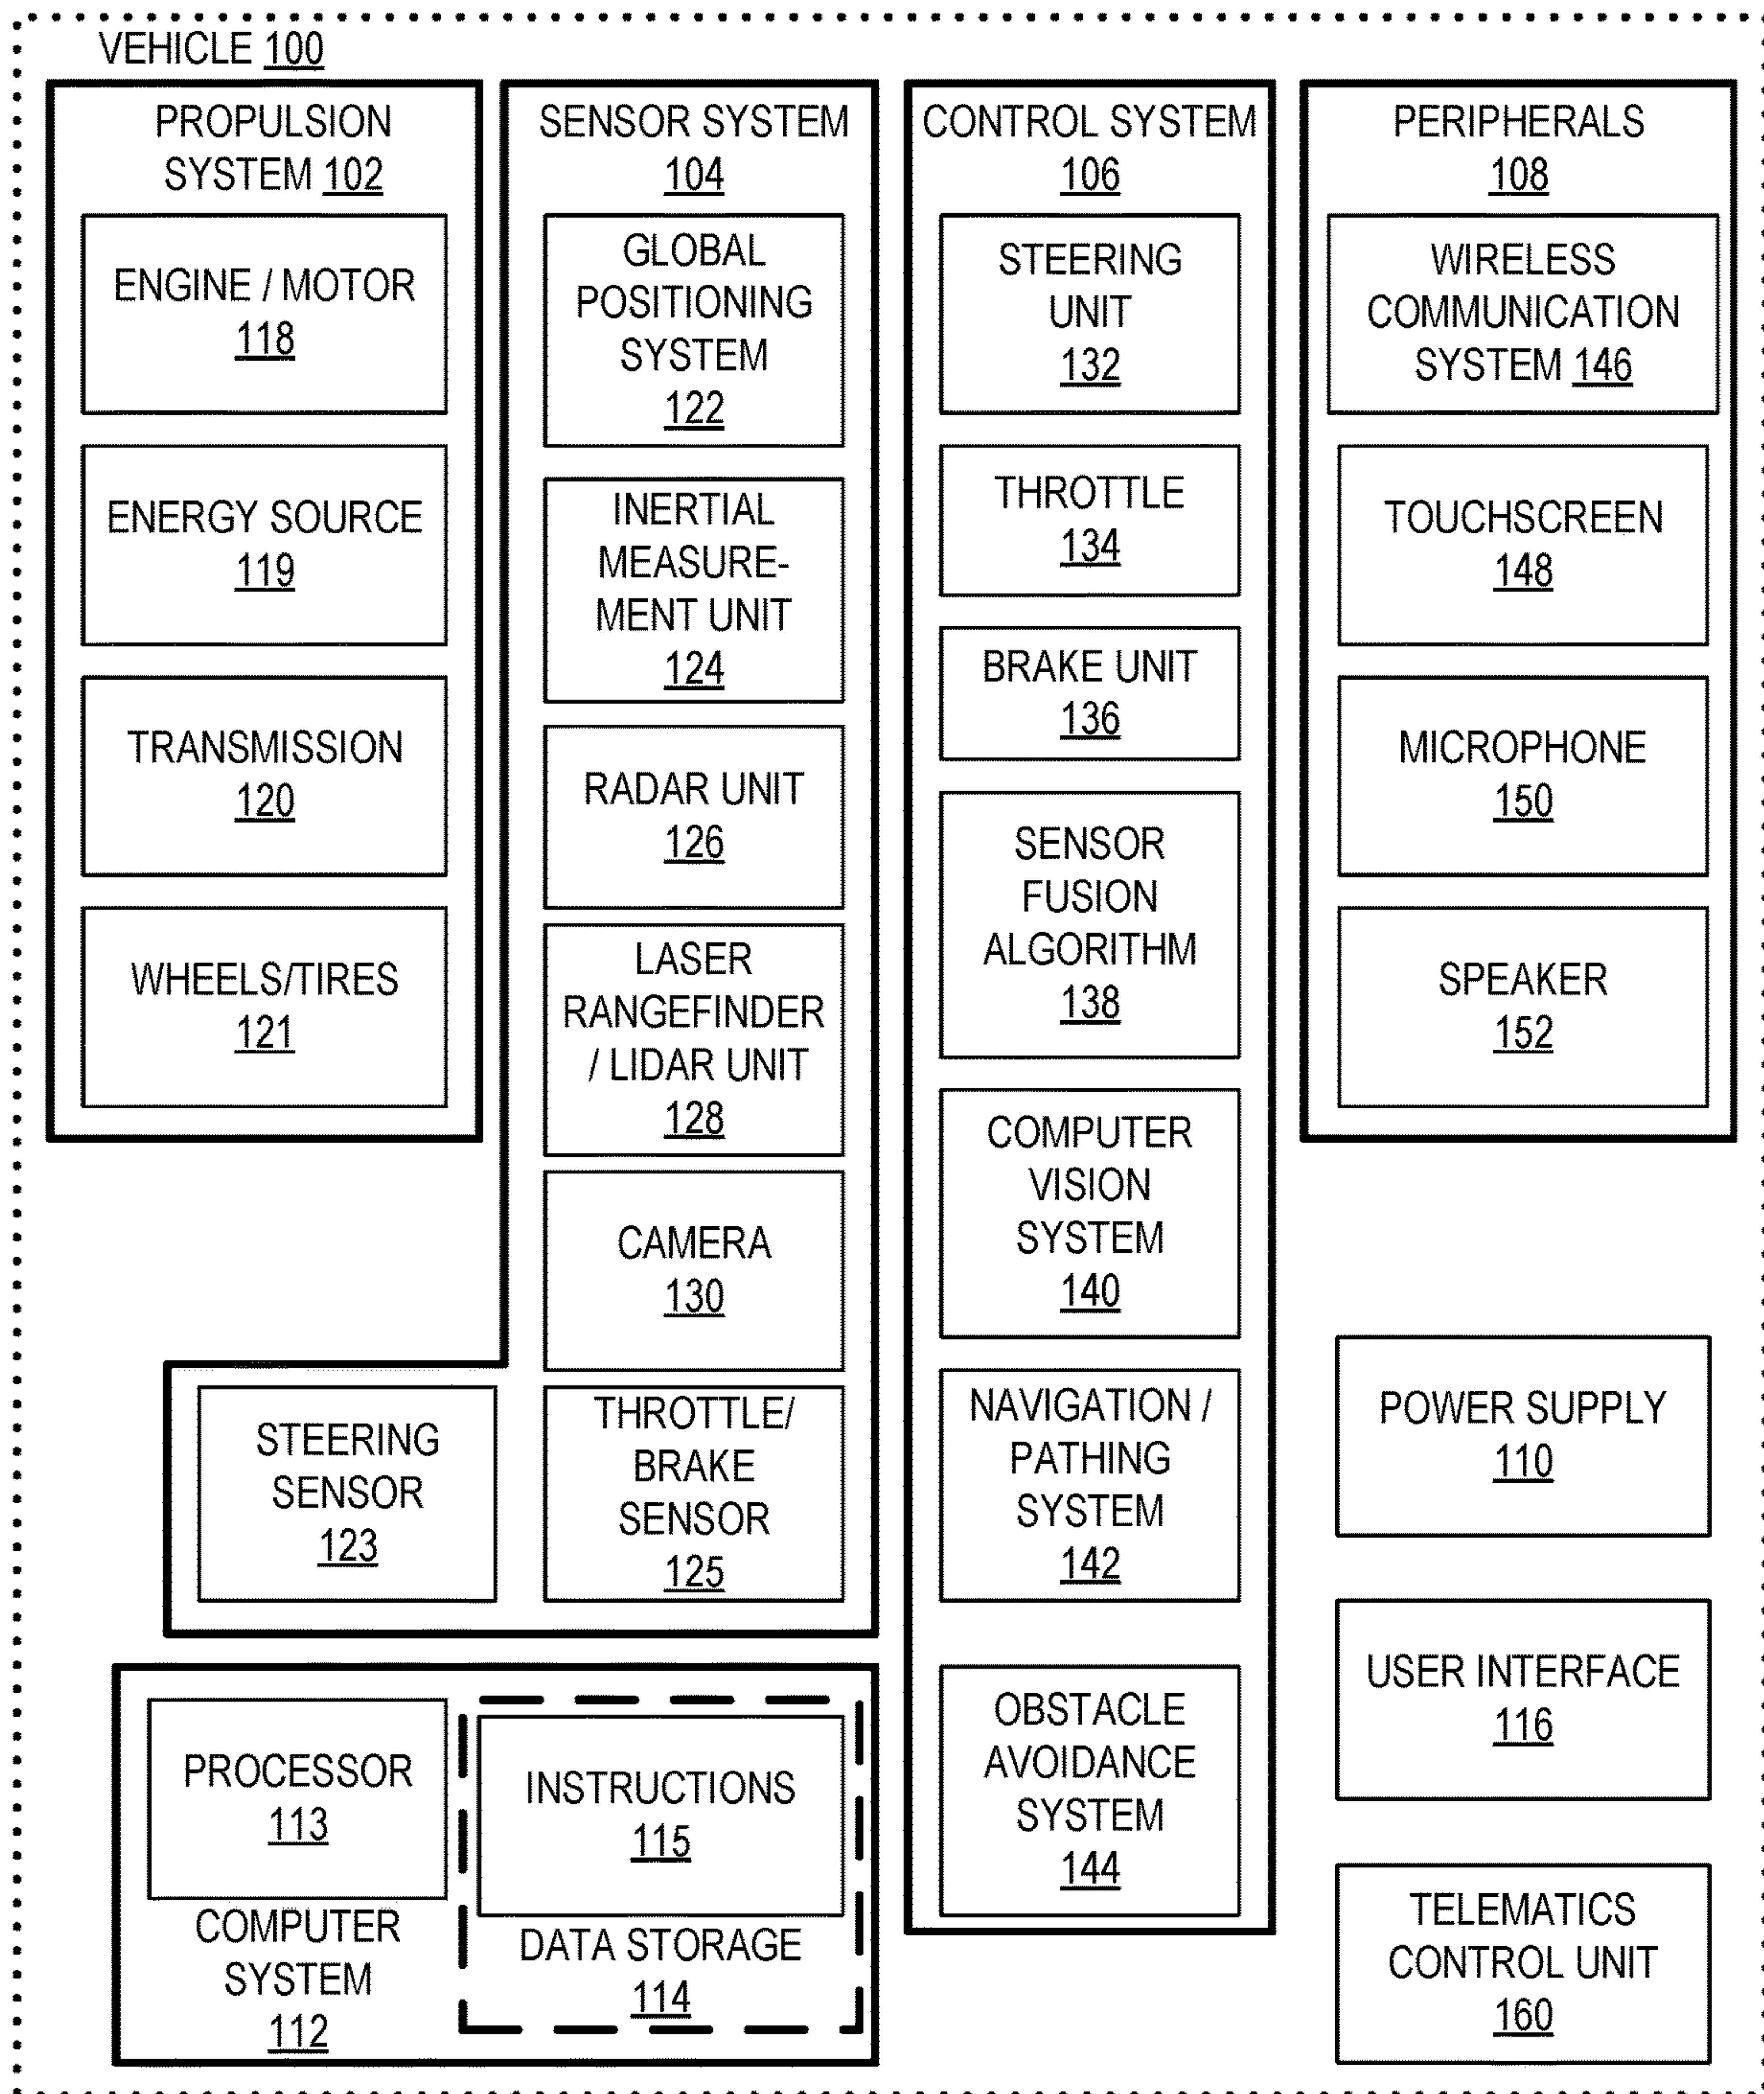 VEHICLE 100
PROPULSION
SYSTEM 102
ENGINE / MOTOR
118
ENERGY SOURCE
119
TRANSMISSION
120
WHEELS/TIRES
121
SENSOR SYSTEM
104
GLOBAL
POSITIONING
SYSTEM
122
INERTIAL
MEASURE-
MENT UNIT
124
RADAR UNIT
126
LASER
RANGEFINDER
/ LIDAR UNIT
128
CAMERA
130
STEERING
SENSOR
123
THROTTLE/
BRAKE
SENSOR
125
CONTROL SYSTEM
106
STEERING
UNIT
132
THROTTLE
134
BRAKE UNIT
136
SENSOR
FUSION
ALGORITHM
138
COMPUTER
VISION
SYSTEM
140
NAVIGATION /
PATHING
SYSTEM
142
OBSTACLE
AVOIDANCE
SYSTEM
144
PERIPHERALS
108
WIRELESS
COMMUNICATION
SYSTEM 146
TOUCHSCREEN
148
MICROPHONE
150
SPEAKER
152
POWER SUPPLY
110
USER INTERFACE
116
TELEMATICS
CONTROL UNIT
160
PROCESSOR
113
COMPUTER
SYSTEM
112
INSTRUCTIONS
115
DATA STORAGE
114